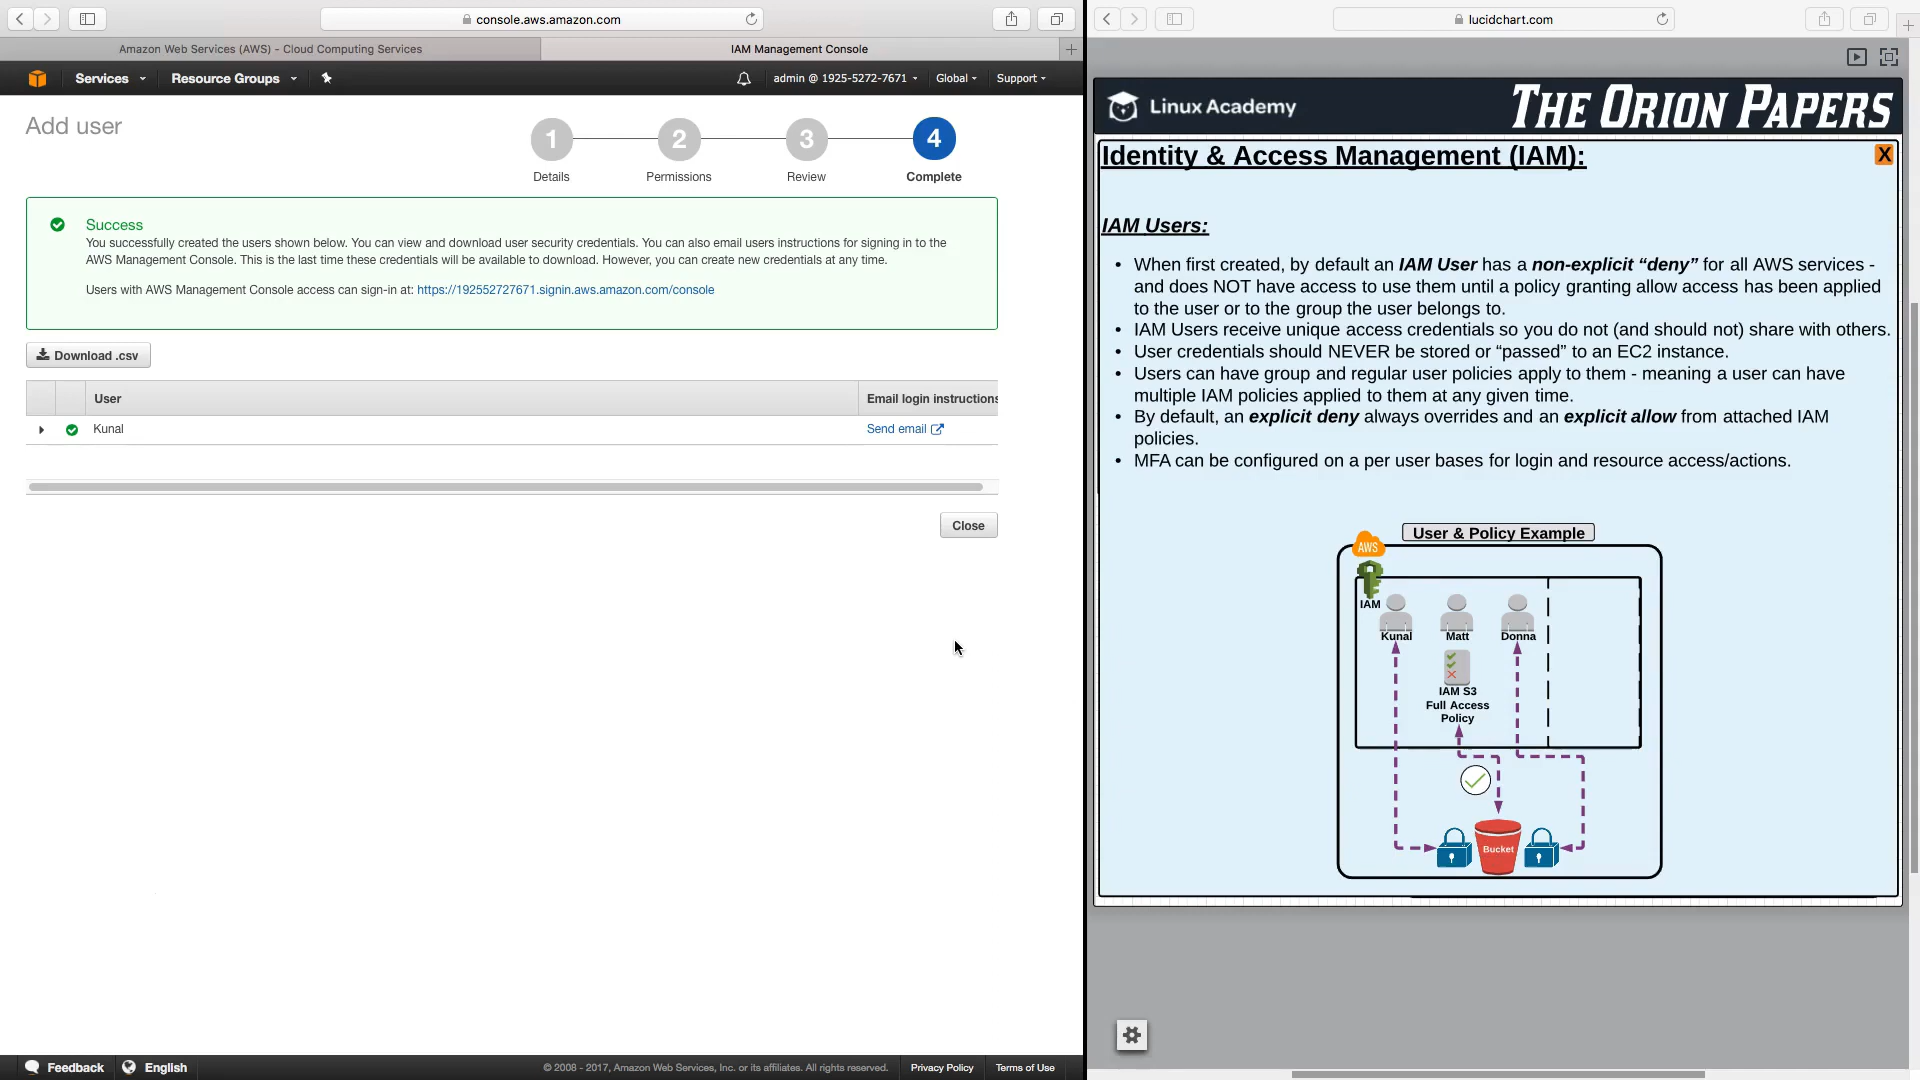 console.aws.amazon.com
Amazon Web Services (AWS) - Cloud Computing Services
IAM Management Console
Services
Resource Groups
admin @ 1925-5272-7671
Global
Support
Add user
1
2
3
4
Details
Permissions
Review
Complete
Success
You successfully created the users shown below. You can view and download user security credentials. You can also email users instructions for signing in to the
AWS Management Console. This is the last time these credentials will be available to download. However, you can create new credentials at any time.
Users with AWS Management Console access can sign-in at: https://192552727671.signin.aws.amazon.com/console
Download .csv
User
Email login instructions
Kunal
Send email
Close
Feedback
English
© 2008 - 2017, Amazon Web Services, Inc. or its affiliates. All rights reserved.
Privacy Policy
Terms of Use
lucidchart.com
Linux Academy
THE ORION PAPERS
Identity & Access Management (IAM):
X
IAM Users:
• When first created, by default an IAM User has a non-explicit “deny” for all AWS services -
and does NOT have access to use them until a policy granting allow access has been applied
to the user or to the group the user belongs to.
• IAM Users receive unique access credentials so you do not (and should not) share with others.
• User credentials should NEVER be stored or “passed” to an EC2 instance.
• Users can have group and regular user policies apply to them - meaning a user can have
multiple IAM policies applied to them at any given time.
• By default, an explicit deny always overrides and an explicit allow from attached IAM
policies.
• MFA can be configured on a per user bases for login and resource access/actions.
User & Policy Example
AWS
IAM
Kunal
Matt
Donna
IAM S3
Full Access
Policy
Bucket